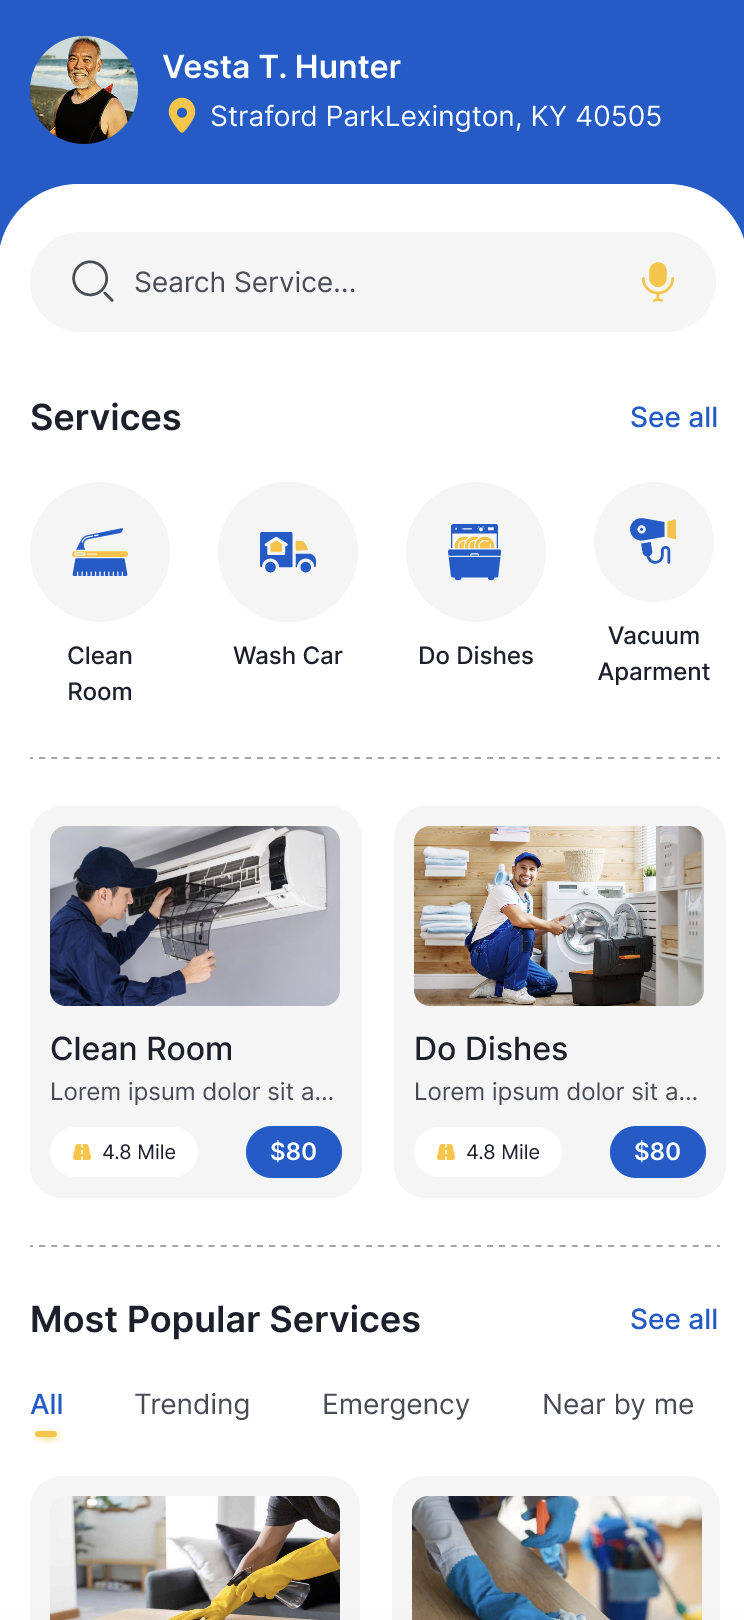 Vesta T. Hunter
Straford ParkLexington, KY 40505
Search Service...
Services
See all
Clean
Room
Wash Car
Do Dishes
Vacuum
Aparment
Clean Room
Lorem ipsum dolor sit a...
4.8 Mile
$80
Do Dishes
Lorem ipsum dolor sit a...
4.8 Mile
$80
Most Popular Services
See all
All
Trending
Emergency
Near by me